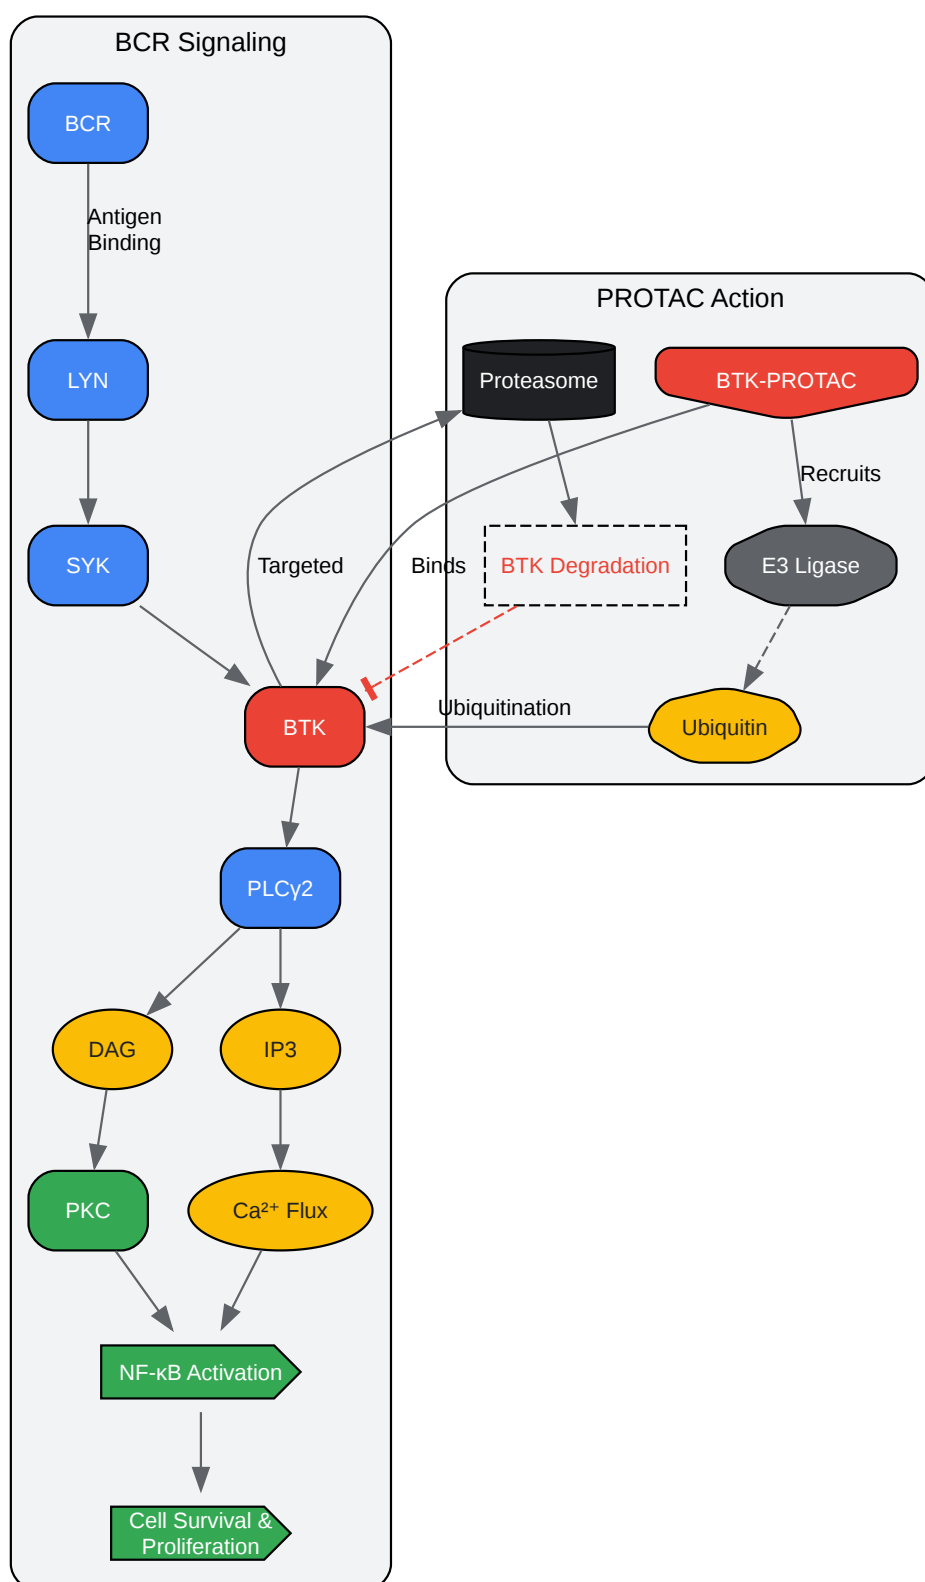 BCR Signaling
BCR
Antigen
Binding
PROTAC Action
LYN
Proteasome
BTK-PROTAC
Recruits
SYK
Targeted
Binds
BTK Degradation
E3 Ligase
Ubiquitination
BTK
Ubiquitin
PLCγ2
DAG
IP3
PKC
Ca²⁺ Flux
NF-κB Activation
Cell Survival &
Proliferation